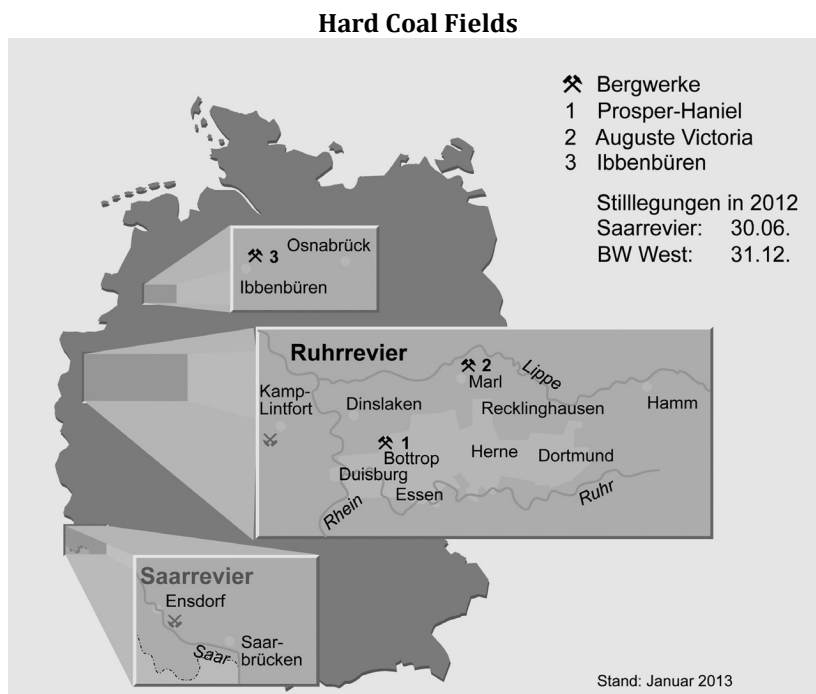 Hard Coal Fields
Bergwerke
1 Prosper-Haniel
2 Auguste Victoria
3 Ibbenbüren
Stilllegungen in 2012
Saarrevier: 30.06.
BW West: 31.12.
Osnabrück
3
Ibbenbüren
Ruhrrevier
2
Marl
Lippe
Kamp-
Lintfort
Dinslaken
Recklinghausen
Hamm
1
Bottrop
Herne
Dortmund
Duisburg
Essen
Rhein
Ruhr
Saarrevier
Ensdorf
Saar
Saar-
brücken
Stand: Januar 2013